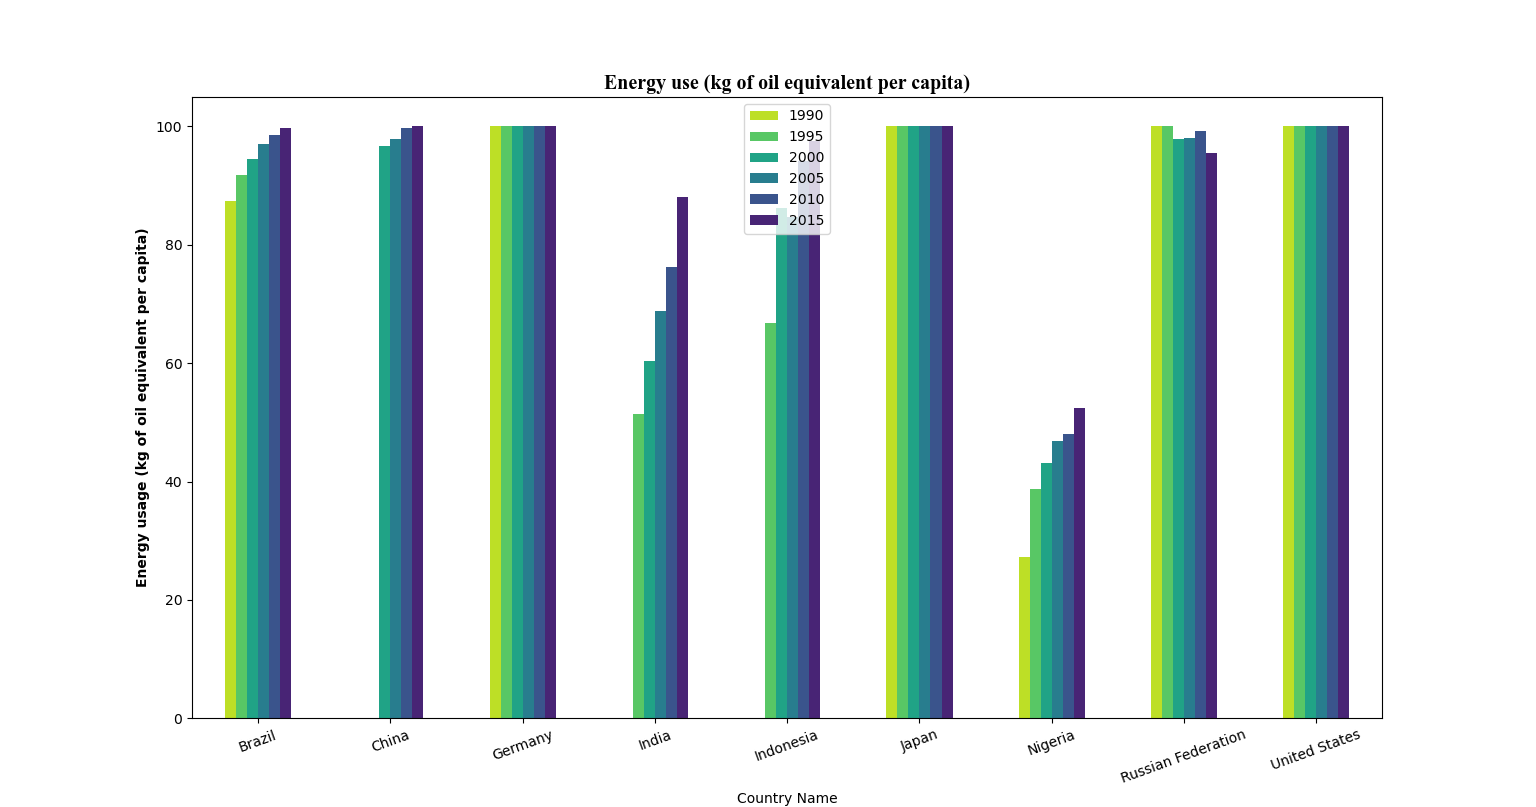 Energy use (kg of oil equivalent per capita)
1990
1995
2000
2005
2010
2015
100
80
60
40
20
0
Energy usage (kg of oil equivalent per capita)
Brazil
China
Germany
India
Indonesia
Japan
Nigeria
Russian Federation
United States
Country Name